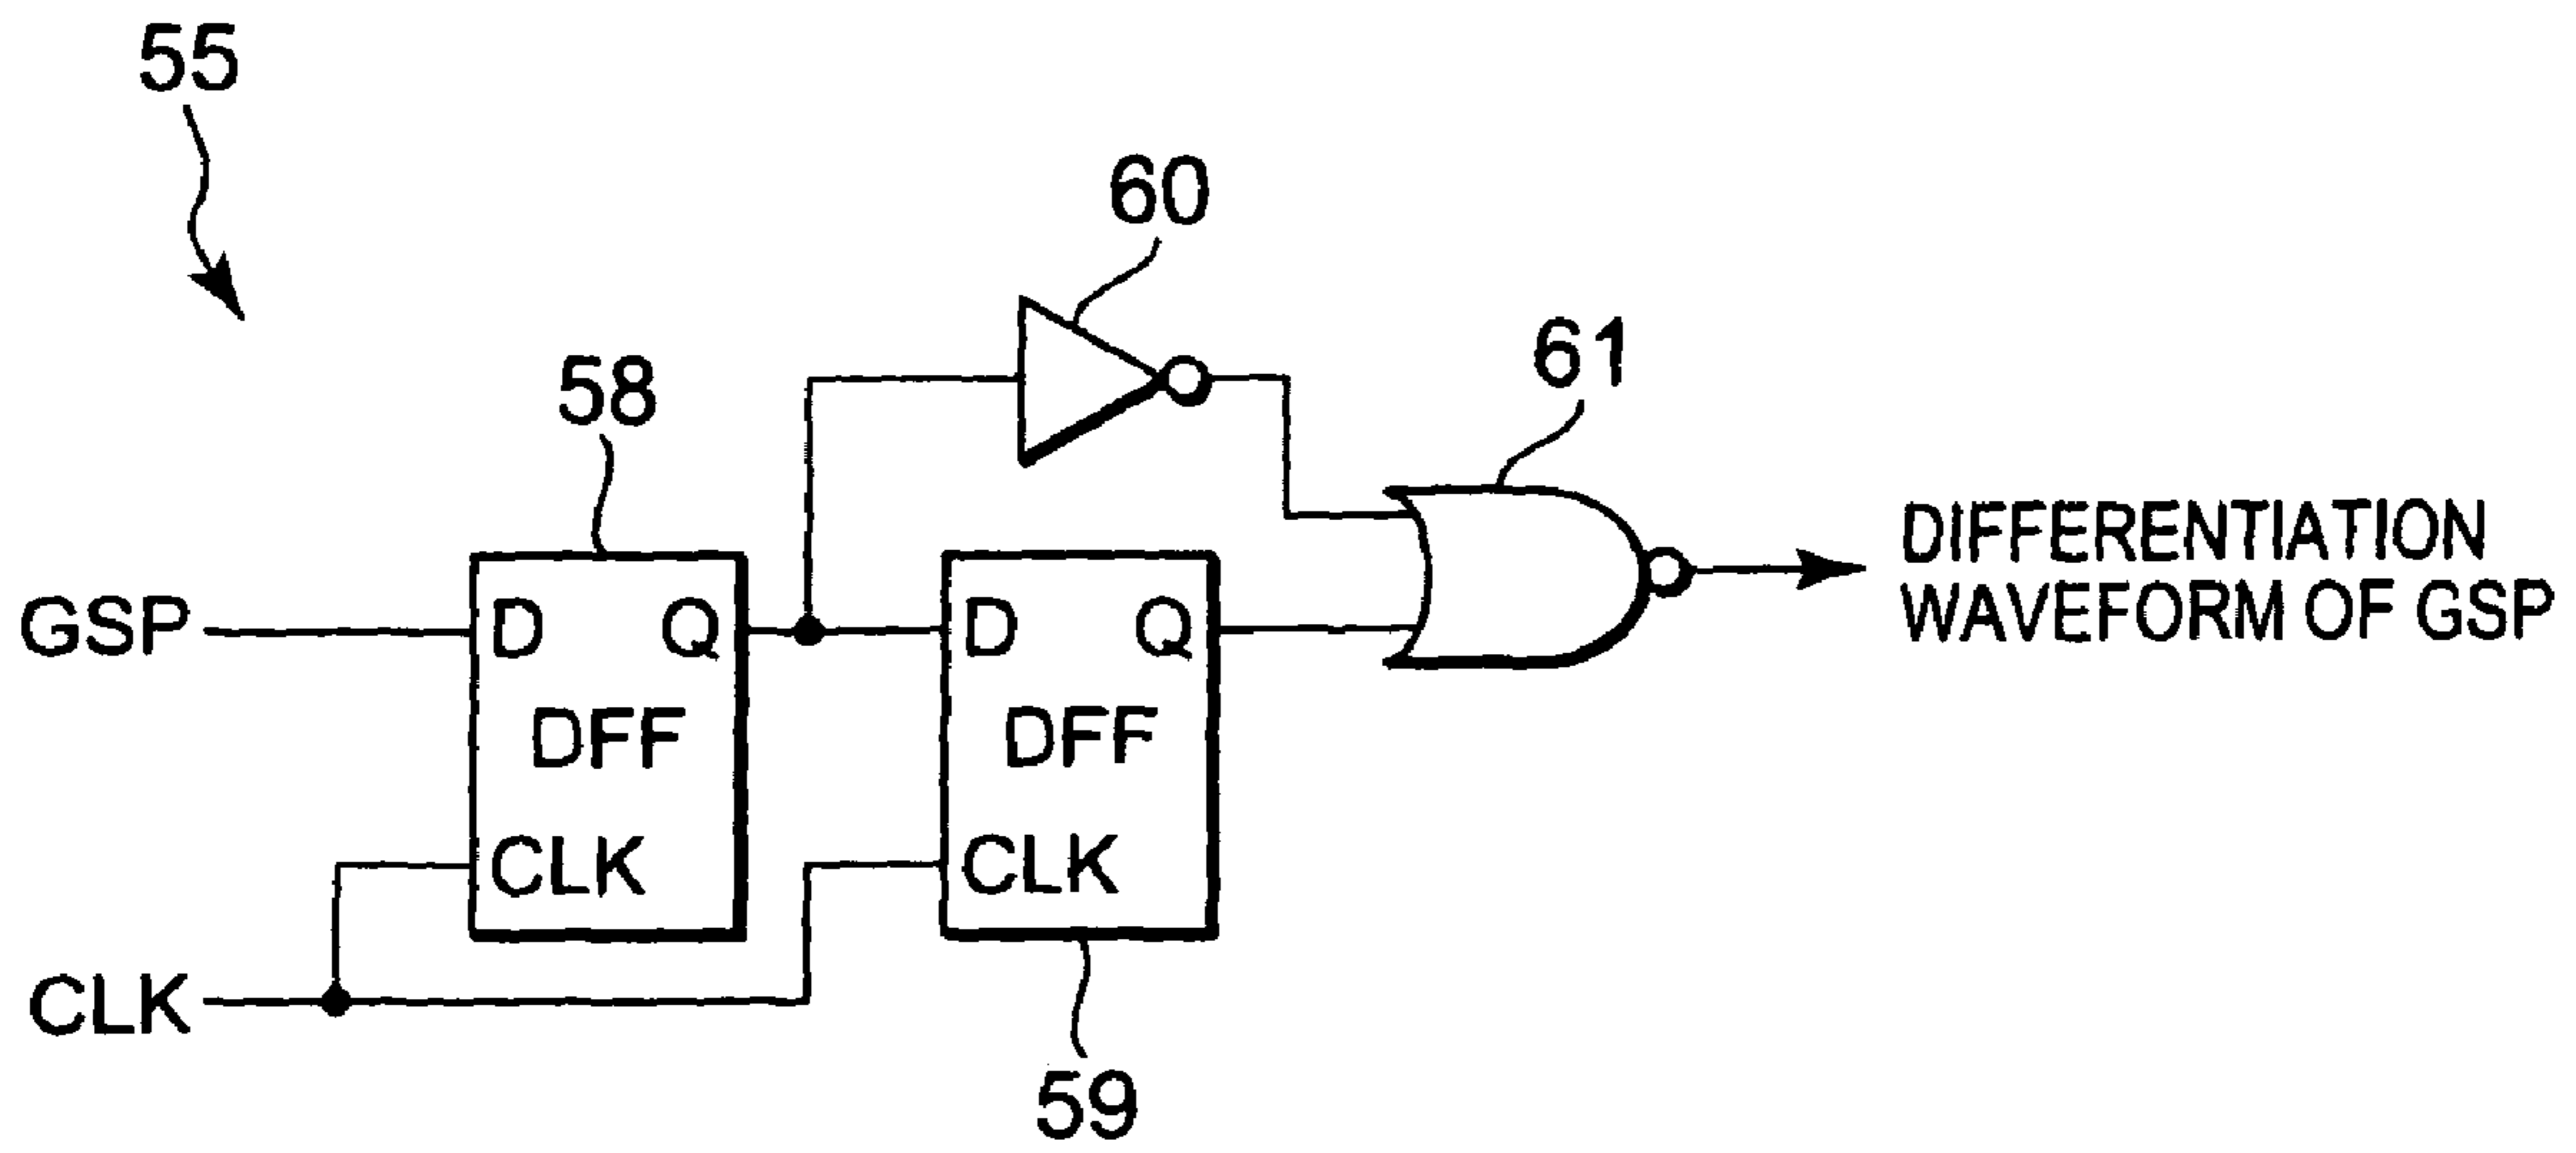 55
60
61
58
DIFFERENTIATION
WAVEFORM OF GSP
GSP
D Q
DFF
CLK
D Q
DFF
CLK
CLK
59